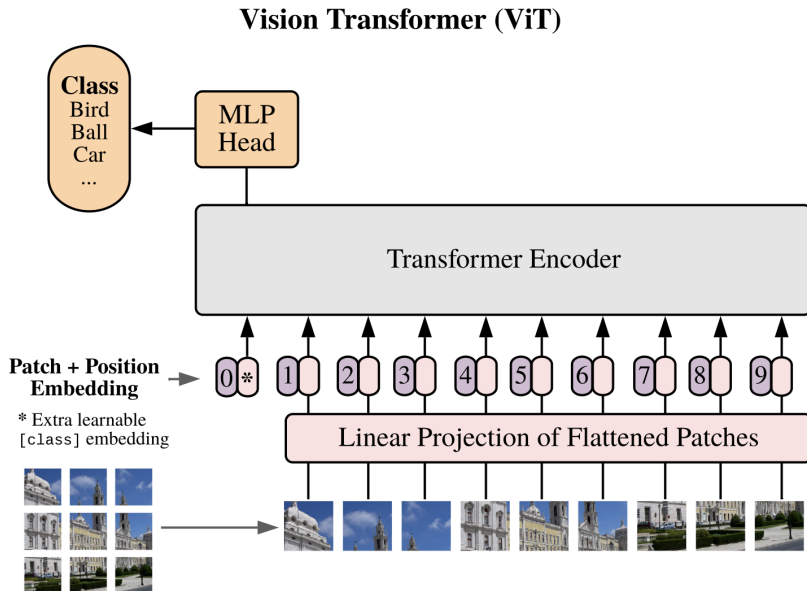 Vision Transformer (ViT)
Class
Bird
Ball
Car
...
MLP
Head
Transformer Encoder
Patch + Position
Embedding
0 * 1 2 3 4 5 6 7 8 9
* Extra learnable
[class] embedding
Linear Projection of Flattened Patches